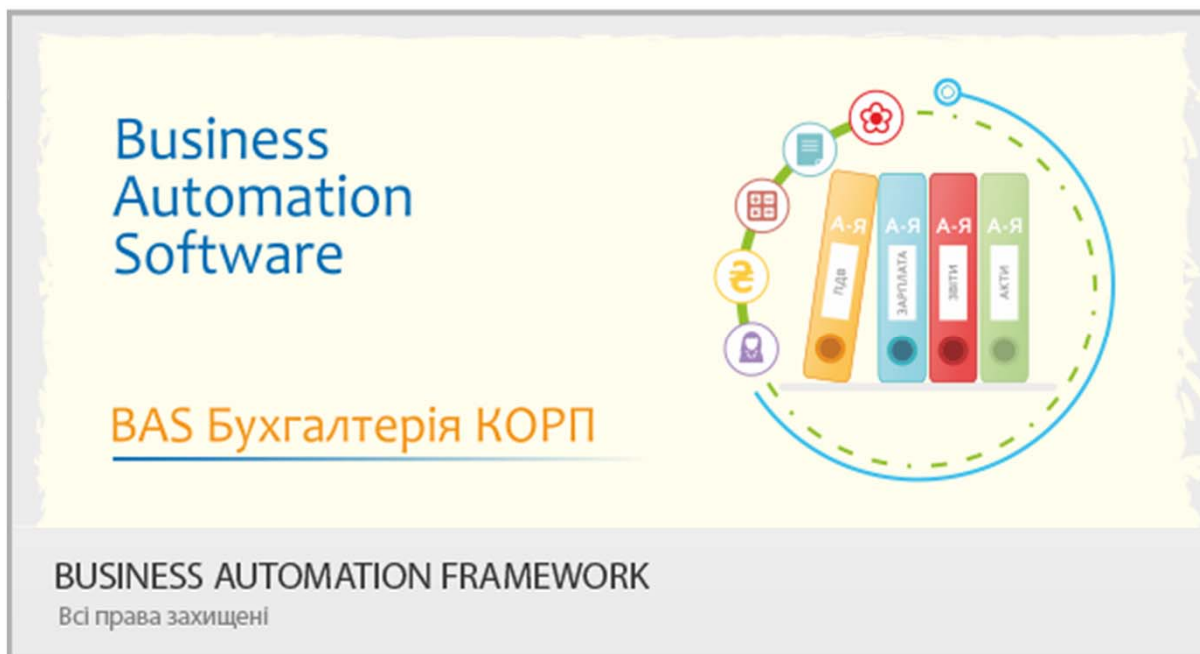 Business
Automation
Software
А-Я А-Я А-Я А-Я
ПДВ
ЗАРПЛАТА
ЗВІТИ
АКТИ
BAS Бухгалтерія КОРП
BUSINESS AUTOMATION FRAMEWORK
Всі права захищені